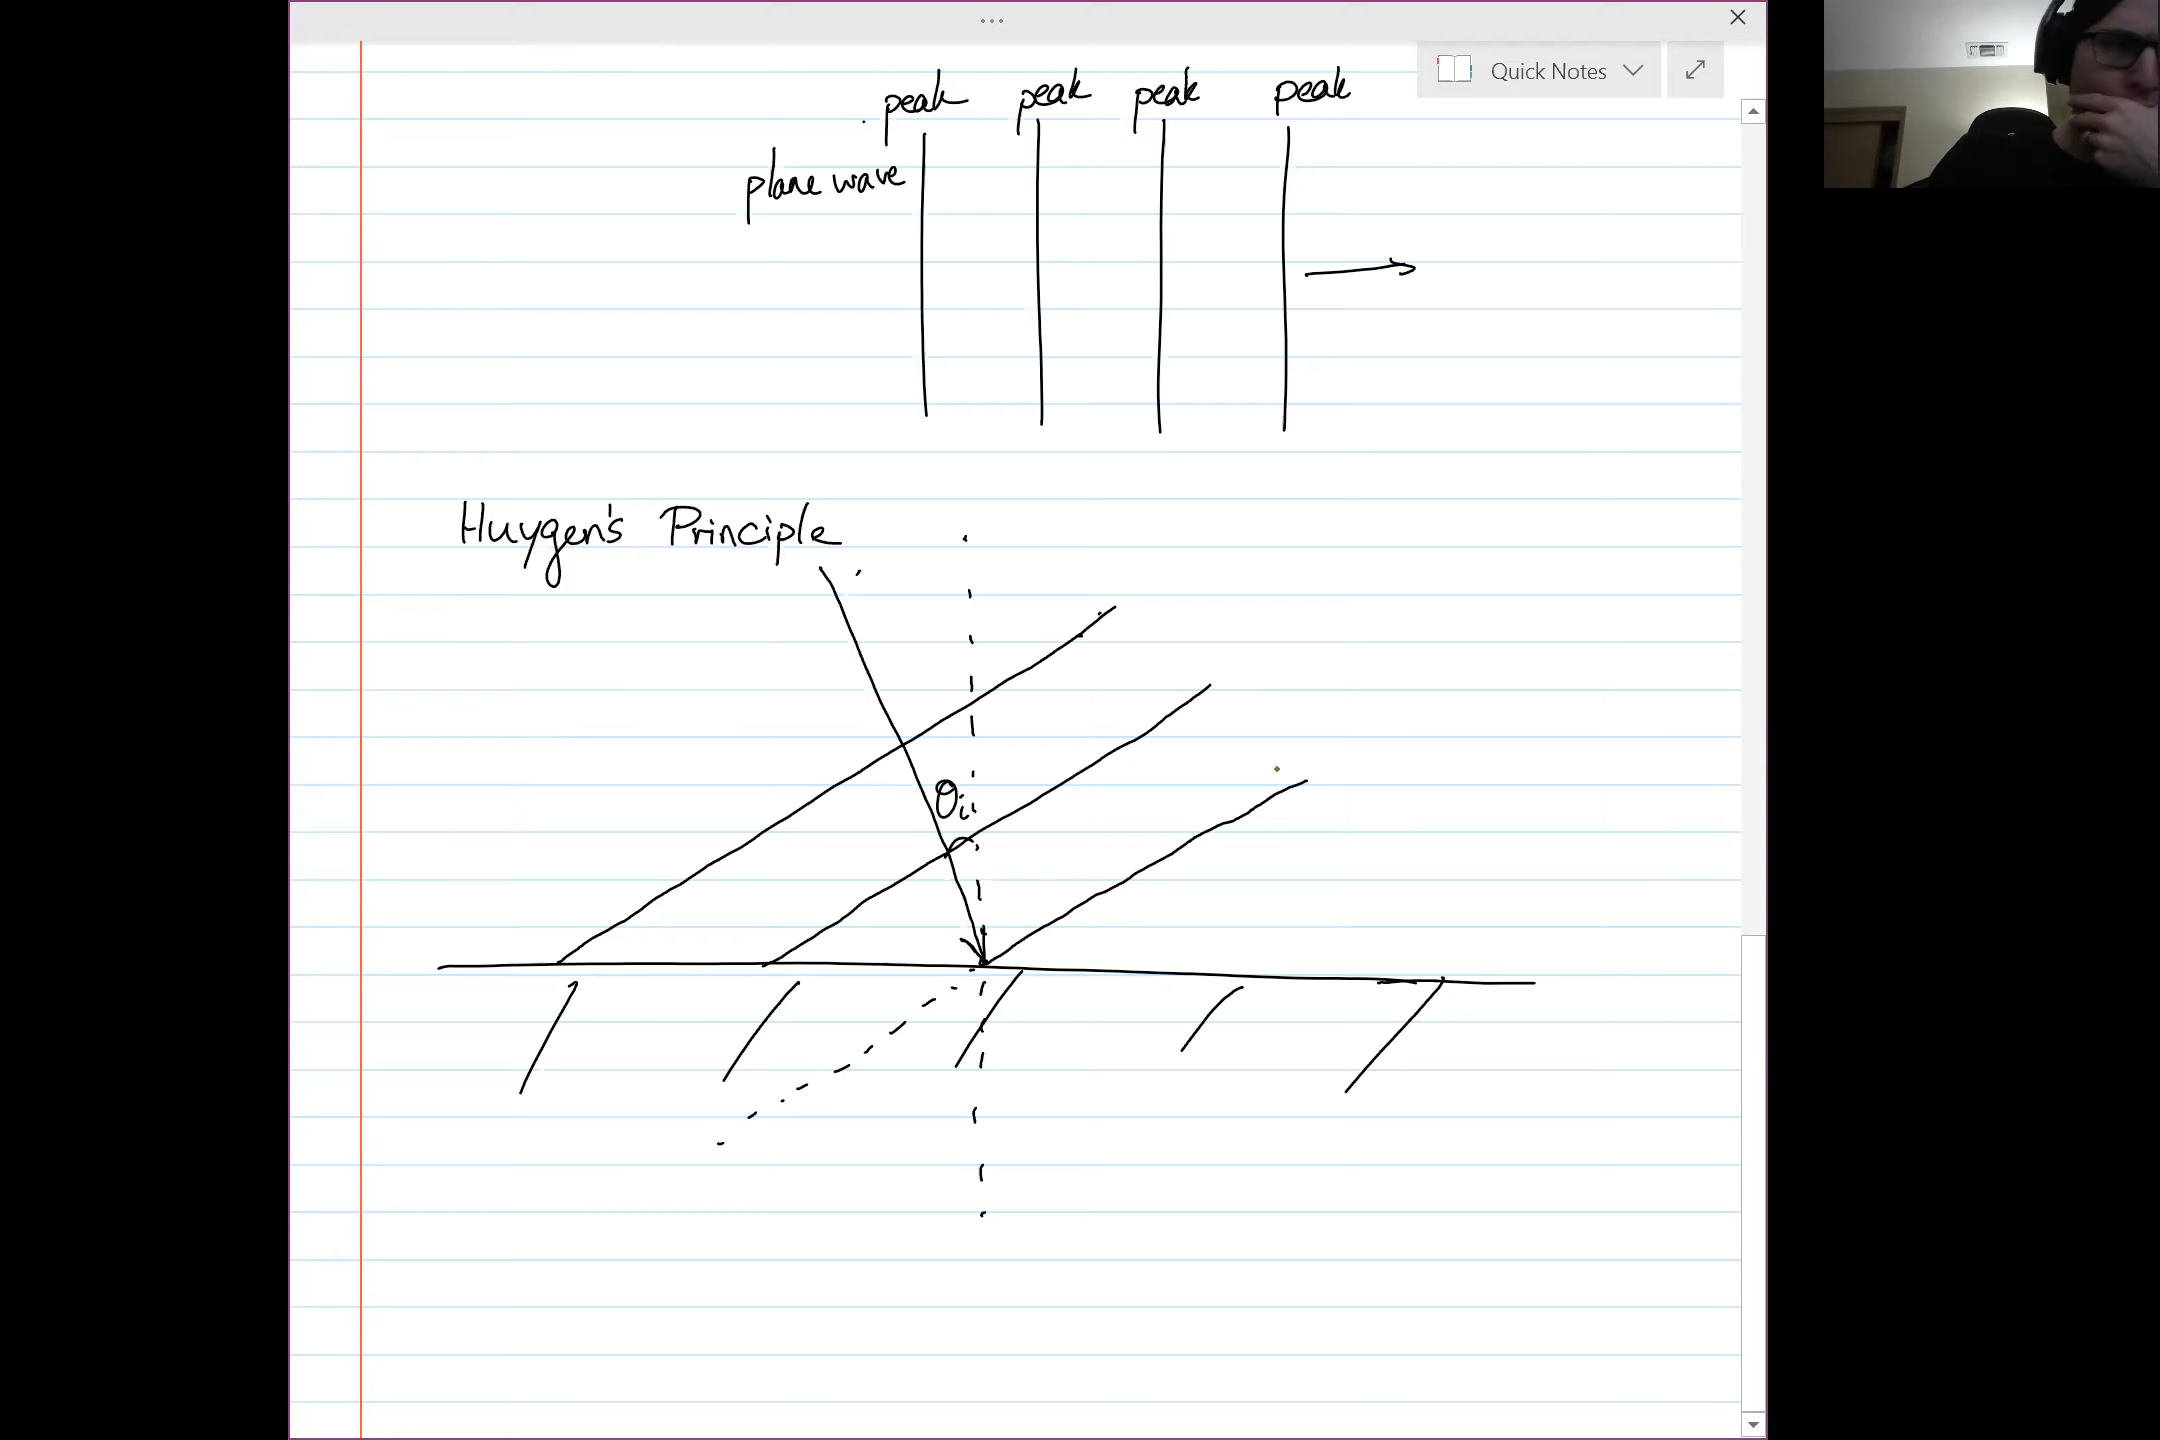 Quick Notes
peak peak peak peak
plane wave
Huygen's Principle
θi